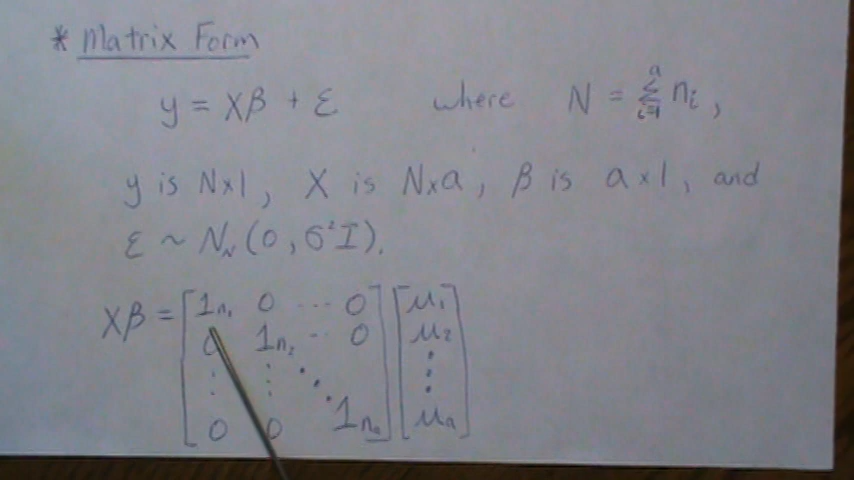 * Matrix Form
y = Xβ + ε where N = Σ_{i=1}^{a} n_i,
y is N×1, X is N×a, β is a×1, and
ε ~ N_N(0, σ²I).
Xβ = [1_{n_1} 0 ... 0] [μ_1]
[0 1_{n_2} ... 0] [μ_2]
[⋮ ⋮ ⋱] [⋮]
[0 0 1_{n_a}] [μ_a]